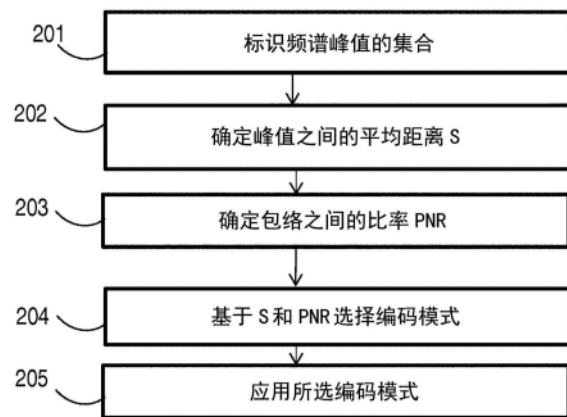 201
标识频谱峰值的集合
202
确定峰值之间的平均距离 S
203
确定包络之间的比率 PNR
204
基于 S 和 PNR 选择编码模式
205
应用所选编码模式